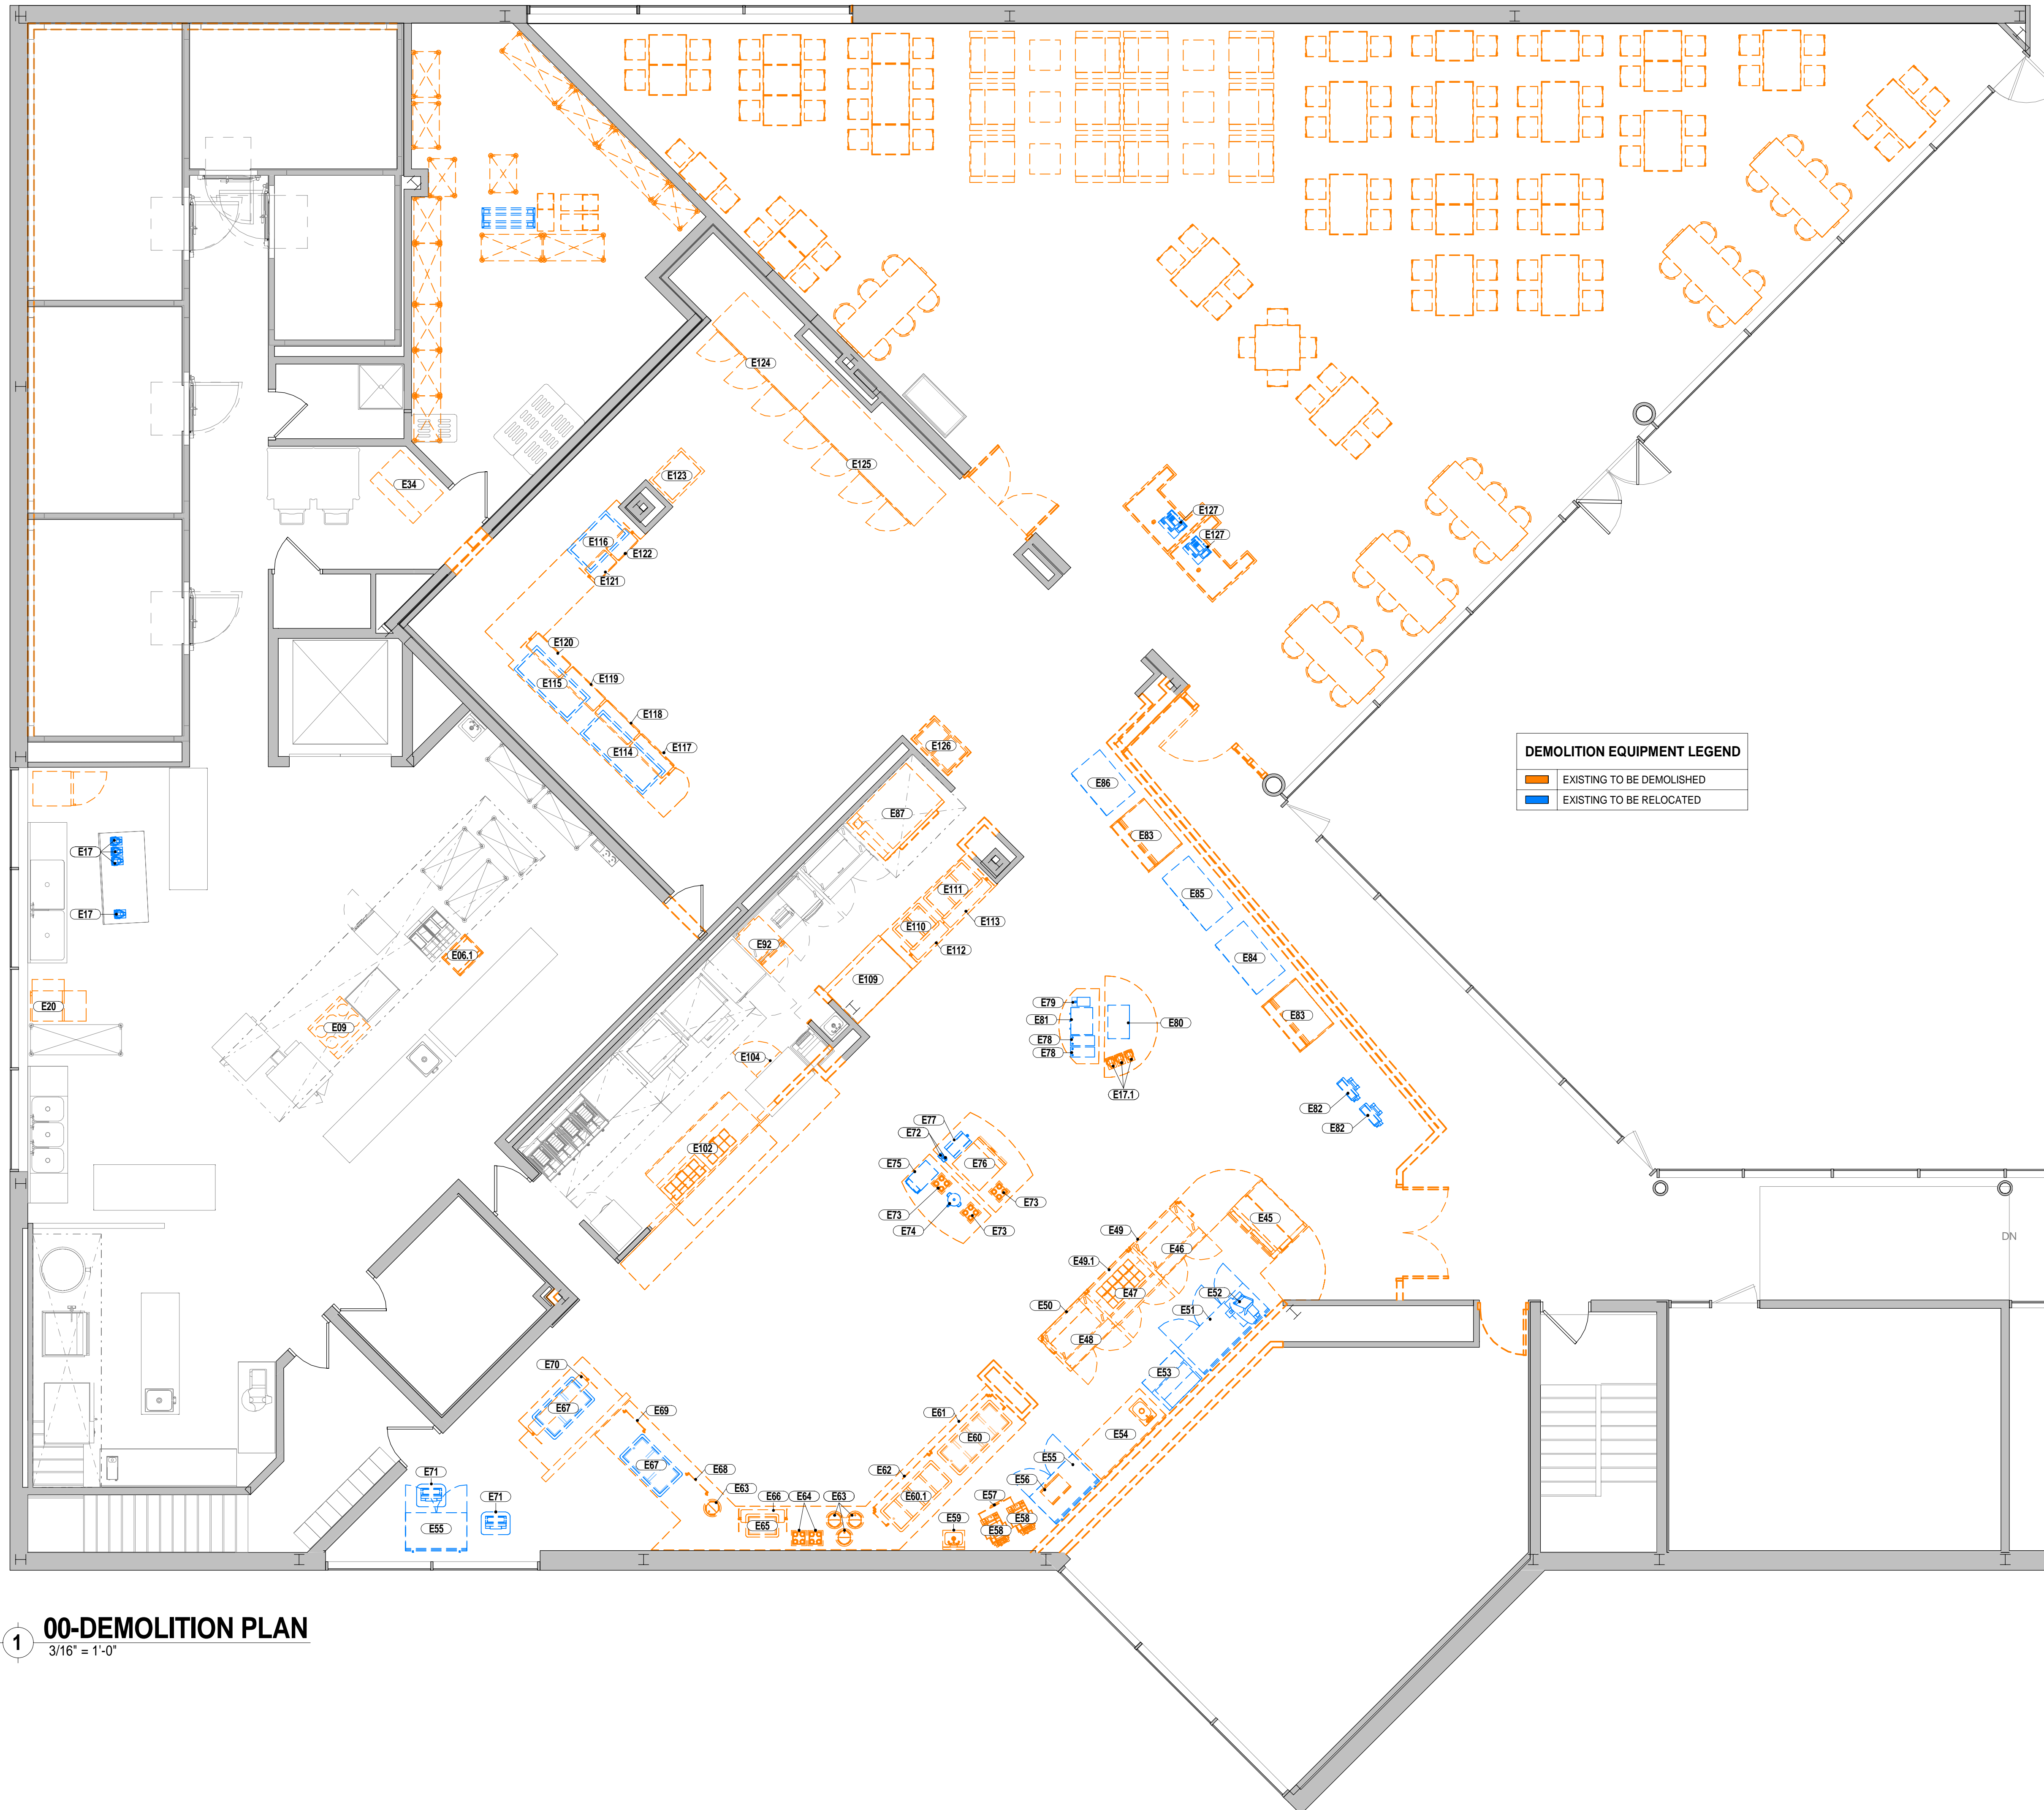 E124
E125
E34
E123
E116
E122
E121
E127
E127
E120
E115
E119
E118
E114
E117
E126
E86
E87
E83
DEMOLITION EQUIPMENT LEGEND
EXISTING TO BE DEMOLISHED
EXISTING TO BE RELOCATED
E17
E17
E111
E85
E110
E113
E92
E112
E06.1
E84
E109
E20
E09
E79
E81
E80
E83
E78
E78
E104
E17.1
E82
E82
E77
E72
E102
E75
E76
E73
E73
E74
E73
E49
E45
E46
E49.1
E47
E52
E50
E51
E48
DN
E70
E53
E67
E69
E61
E54
E60
E67
E68
E62
E55
E71
E56
E63
E66
E64
E63
E60.1
E57
E71
E65
E59
E58
E58
E55
1
00-DEMOLITION PLAN
3/16" = 1'-0"